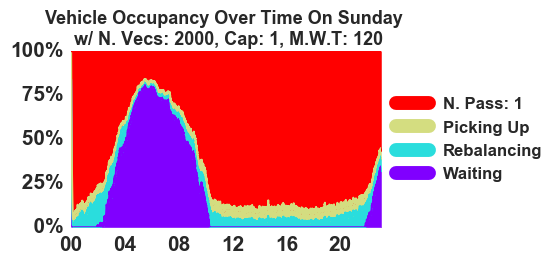 Vehicle Occupancy Over Time On Sunday
w/ N. Vecs: 2000, Cap: 1, M.W.T: 120
100%
75%
50%
25%
0%
00 04 08 12 16 20
N. Pass: 1
Picking Up
Rebalancing
Waiting